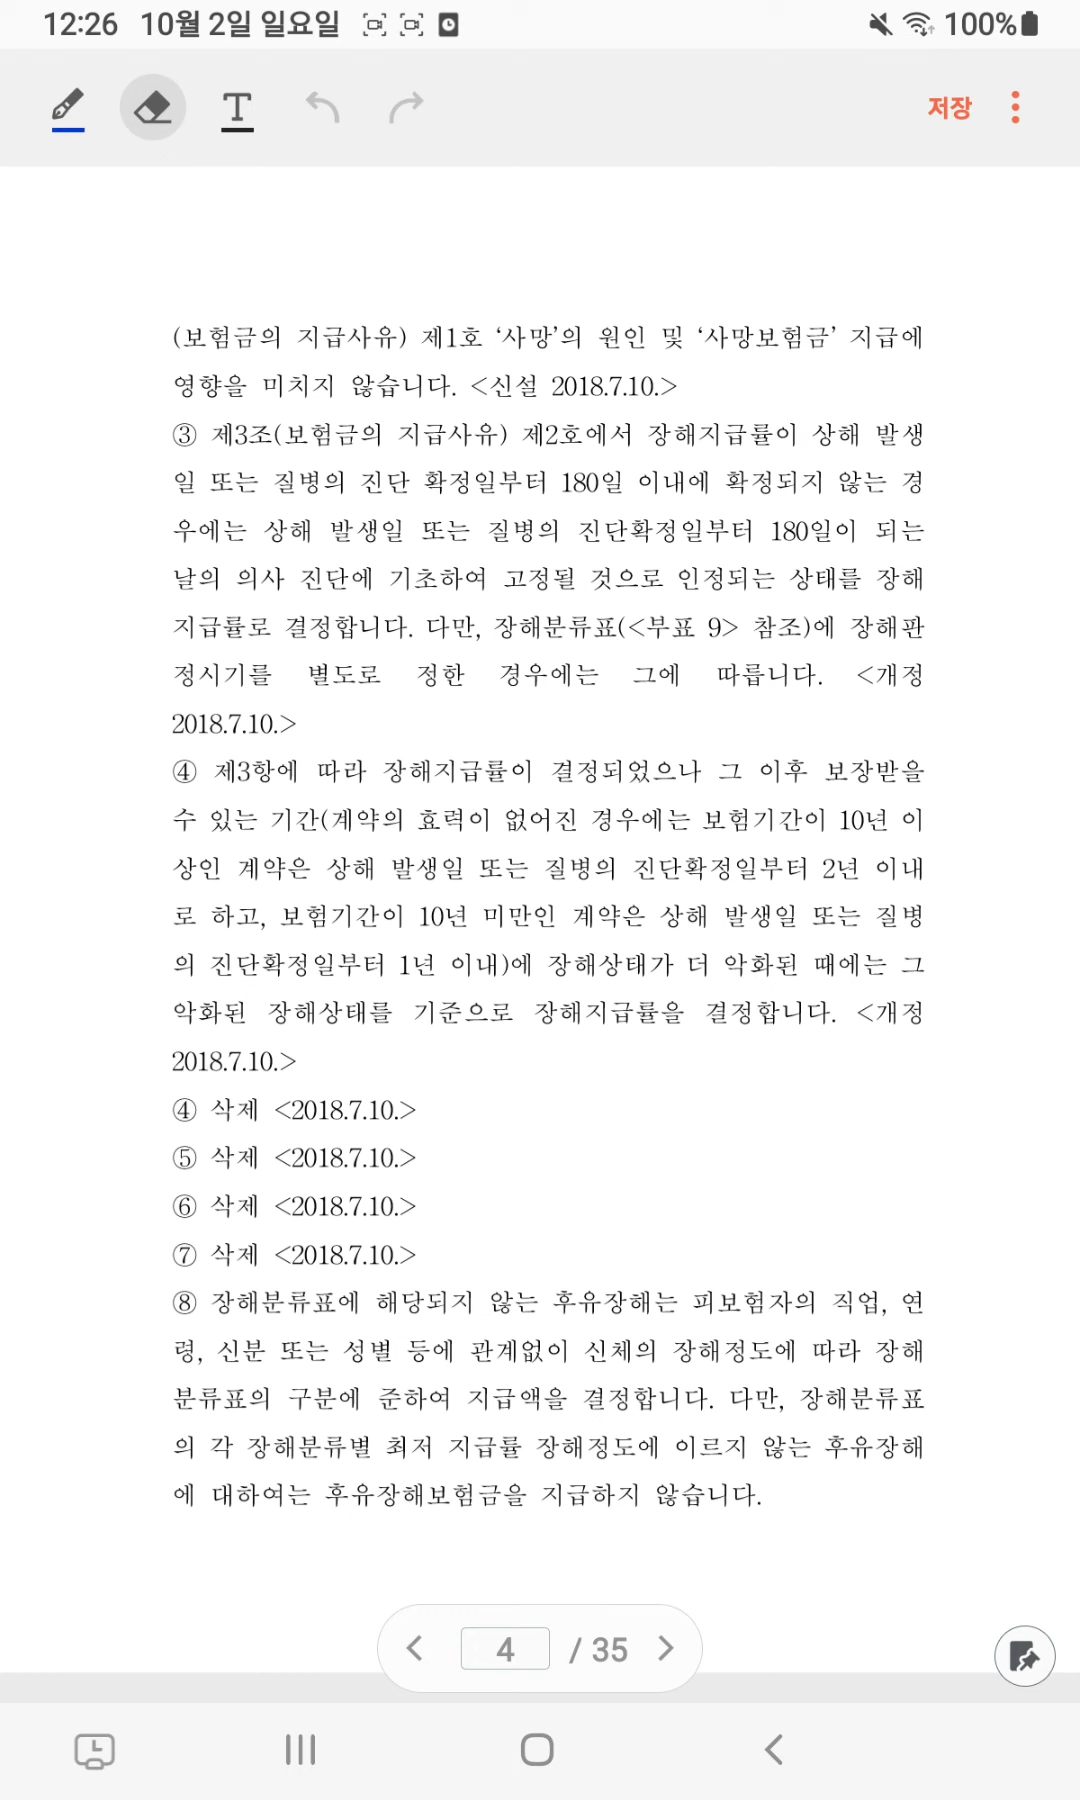 12:26 10월 2일 일요일 100%
T 저장
(보험금의 지급사유) 제1호 ‘사망’의 원인 및 ‘사망보험금’ 지급에
영향을 미치지 않습니다. <신설 2018.7.10.>
③ 제3조(보험금의 지급사유) 제2호에서 장해지급률이 상해 발생
일 또는 질병의 진단 확정일부터 180일 이내에 확정되지 않는 경
우에는 상해 발생일 또는 질병의 진단확정일부터 180일이 되는
날의 의사 진단에 기초하여 고정될 것으로 인정되는 상태를 장해
지급률로 결정합니다. 다만, 장해분류표(<부표 9> 참조)에 장해판
정시기를 별도로 정한 경우에는 그에 따릅니다. <개정
2018.7.10.>
④ 제3항에 따라 장해지급률이 결정되었으나 그 이후 보장받을
수 있는 기간(계약의 효력이 없어진 경우에는 보험기간이 10년 이
상인 계약은 상해 발생일 또는 질병의 진단확정일부터 2년 이내
로 하고, 보험기간이 10년 미만인 계약은 상해 발생일 또는 질병
의 진단확정일부터 1년 이내)에 장해상태가 더 악화된 때에는 그
악화된 장해상태를 기준으로 장해지급률을 결정합니다. <개정
2018.7.10.>
④ 삭제 <2018.7.10.>
⑤ 삭제 <2018.7.10.>
⑥ 삭제 <2018.7.10.>
⑦ 삭제 <2018.7.10.>
⑧ 장해분류표에 해당되지 않는 후유장해는 피보험자의 직업, 연
령, 신분 또는 성별 등에 관계없이 신체의 장해정도에 따라 장해
분류표의 구분에 준하여 지급액을 결정합니다. 다만, 장해분류표
의 각 장해분류별 최저 지급률 장해정도에 이르지 않는 후유장해
에 대하여는 후유장해보험금을 지급하지 않습니다.
4 / 35